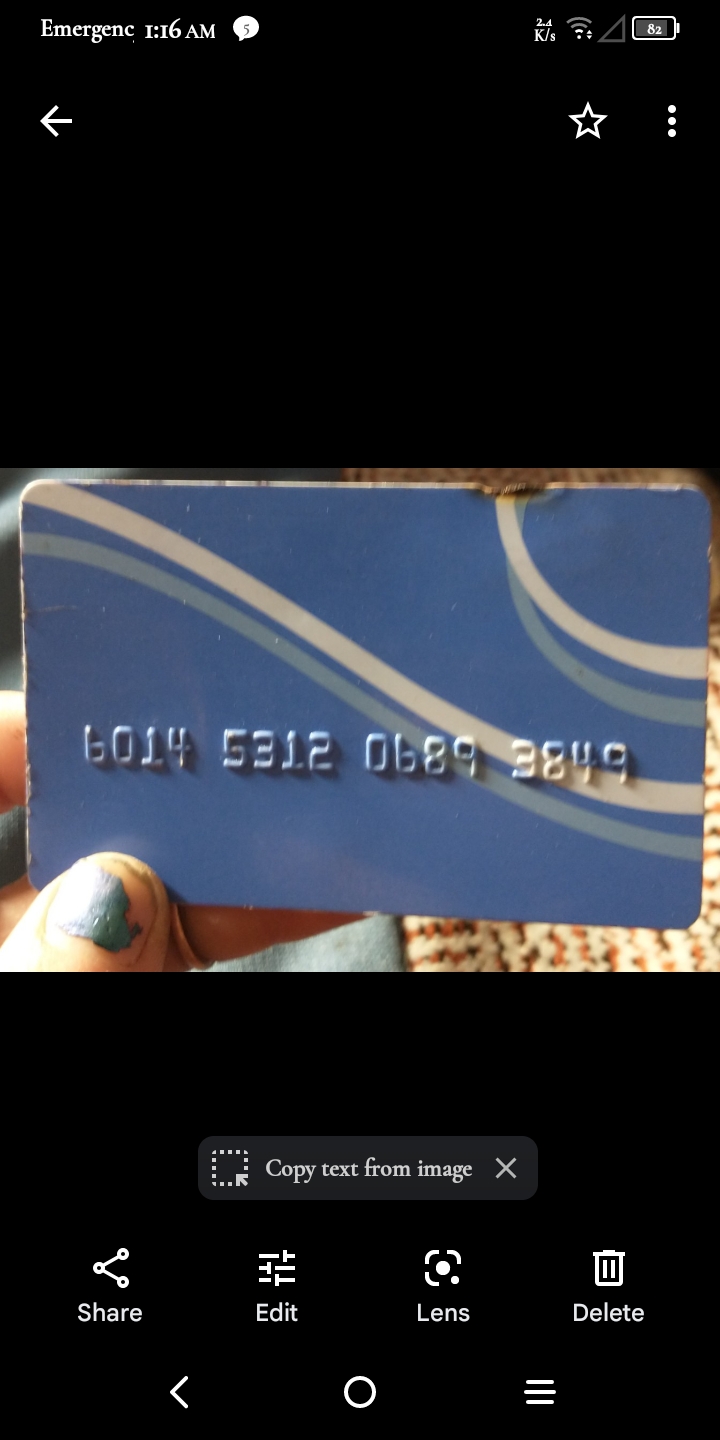 Emergenc 1:16 AM 5 2.4 K/s 82
6014 5312 0689 3849
Copy text from image
Share Edit Lens Delete